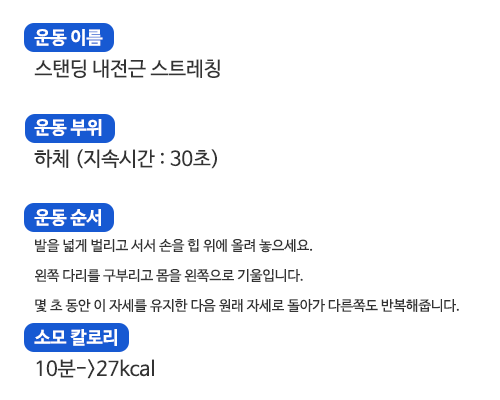 운동 이름
스탠딩 내전근 스트레칭
운동 부위
하체 (지속시간 : 30초)
운동 순서
발을 넓게 벌리고 서서 손을 힙 위에 올려 놓으세요.
왼쪽 다리를 구부리고 몸을 왼쪽으로 기울입니다.
몇 초 동안 이 자세를 유지한 다음 원래 자세로 돌아가 다른쪽도 반복해줍니다.
소모 칼로리
10분->27kcal